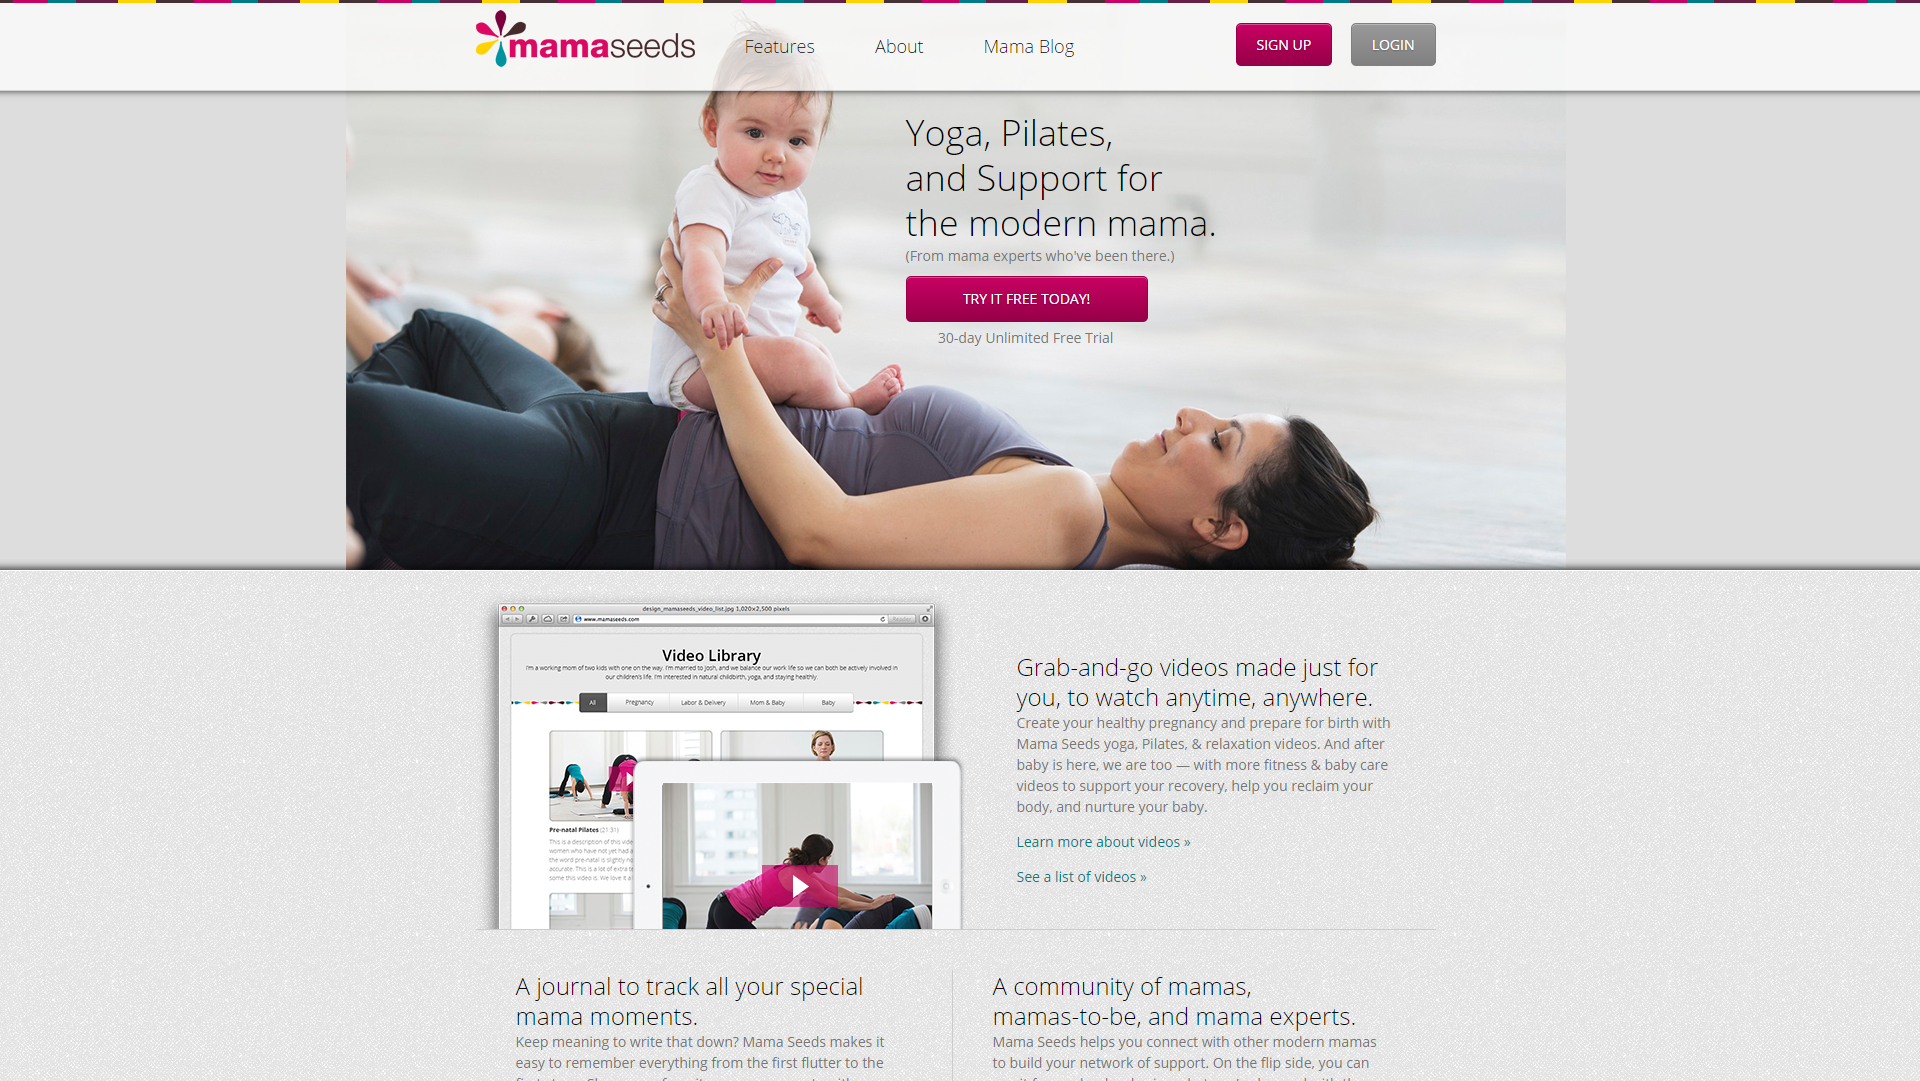 mamaseeds
Features
About
Mama Blog
SIGN UP
LOGIN
Yoga, Pilates,
and Support for
the modern mama.
(From mama experts who've been there.)
TRY IT FREE TODAY!
30-day Unlimited Free Trial
design_mamaseeds_video_list.jpg 1,020×2,500 pixels
www.mamaseeds.com
Reader
Video Library
I'm a working mom of two kids with one on the way. I'm married to Josh, and we balance our work life so we can both be actively involved in
our children's life. I'm interested in natural childbirth, yoga, and staying healthly.
All
Pregnancy
Labor & Delivery
Mom & Baby
Baby
Pre-natal Pilates (21:31)
This is a description of this vide
women who have not yet had a
the word pre-natal is slightly no
accurate. This is a lot of extra te
some this video is. We love it a
Grab-and-go videos made just for
you, to watch anytime, anywhere.
Create your healthy pregnancy and prepare for birth with
Mama Seeds yoga, Pilates, & relaxation videos. And after
baby is here, we are too — with more fitness & baby care
videos to support your recovery, help you reclaim your
body, and nurture your baby.
Learn more about videos »
See a list of videos »
A journal to track all your special
mama moments.
Keep meaning to write that down? Mama Seeds makes it
easy to remember everything from the first flutter to the
A community of mamas,
mamas-to-be, and mama experts.
Mama Seeds helps you connect with other modern mamas
to build your network of support. On the flip side, you can